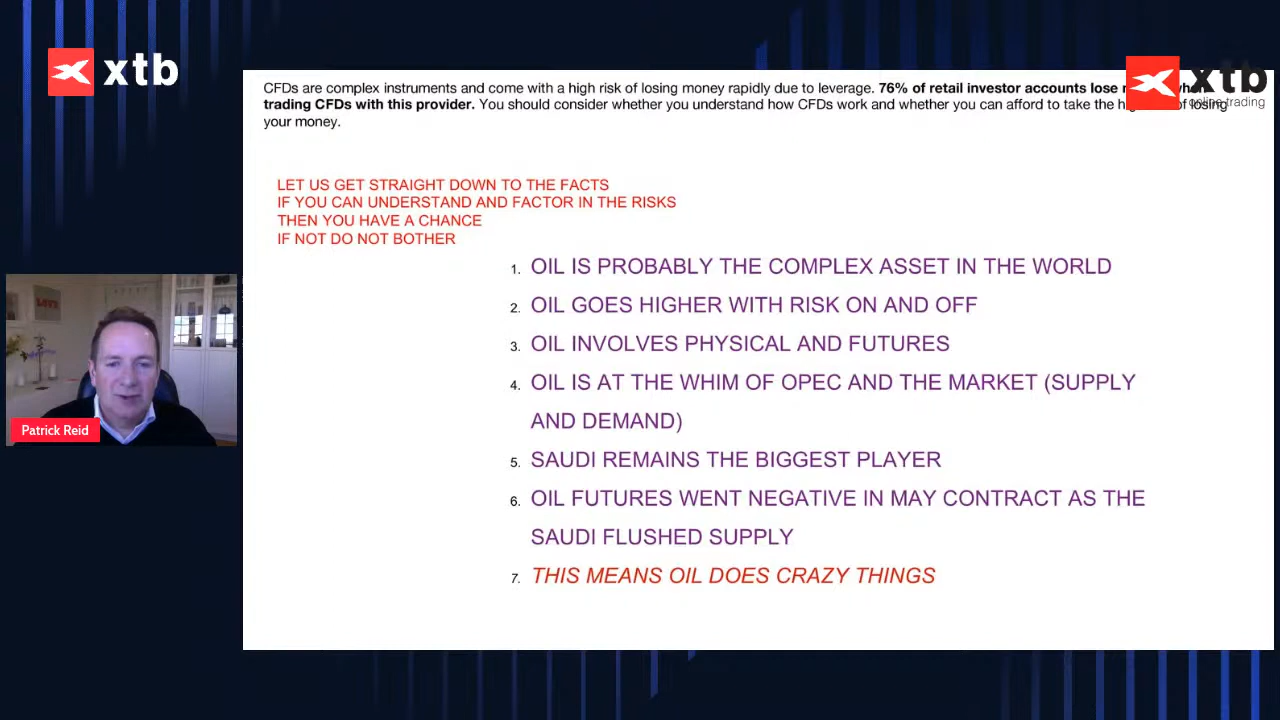 xtb
xtb
online trading
CFDs are complex instruments and come with a high risk of losing money rapidly due to leverage. 76% of retail investor accounts lose
trading CFDs with this provider. You should consider whether you understand how CFDs work and whether you can afford to take the of losing
your money.
LET US GET STRAIGHT DOWN TO THE FACTS
IF YOU CAN UNDERSTAND AND FACTOR IN THE RISKS
THEN YOU HAVE A CHANCE
IF NOT DO NOT BOTHER
1. OIL IS PROBABLY THE COMPLEX ASSET IN THE WORLD
2. OIL GOES HIGHER WITH RISK ON AND OFF
3. OIL INVOLVES PHYSICAL AND FUTURES
4. OIL IS AT THE WHIM OF OPEC AND THE MARKET (SUPPLY
AND DEMAND)
5. SAUDI REMAINS THE BIGGEST PLAYER
6. OIL FUTURES WENT NEGATIVE IN MAY CONTRACT AS THE
SAUDI FLUSHED SUPPLY
7. THIS MEANS OIL DOES CRAZY THINGS
Patrick Reid